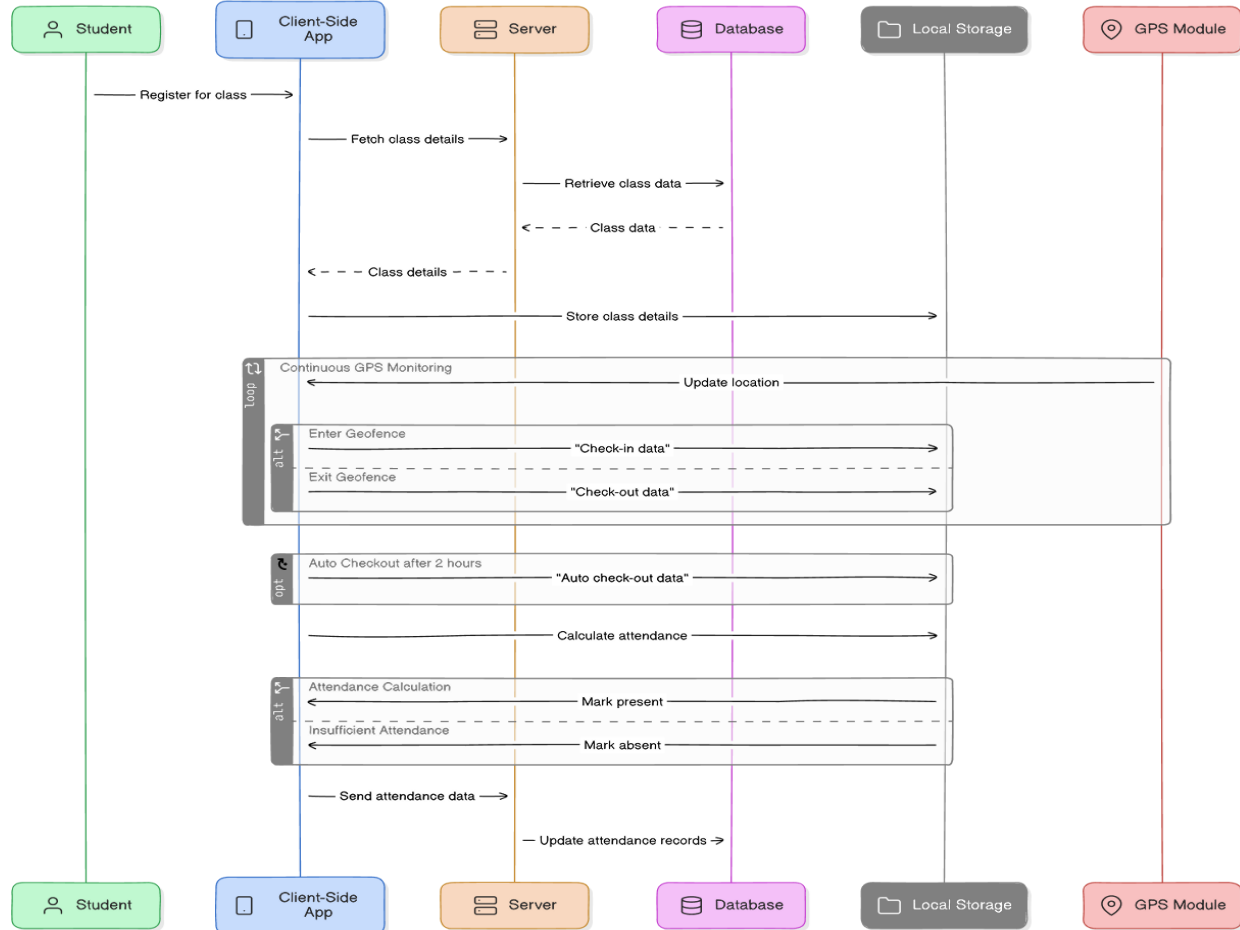 Student
Client-Side
App
Server
Database
Local Storage
GPS Module
Register for class
Fetch class details
Retrieve class data
Class data
Class details
Store class details
loop
Continuous GPS Monitoring
Update location
alt
Enter Geofence
"Check-in data"
Exit Geofence
"Check-out data"
opt
Auto Checkout after 2 hours
"Auto check-out data"
Calculate attendance
alt
Attendance Calculation
Mark present
Insufficient Attendance
Mark absent
Send attendance data
Update attendance records
Student
Client-Side
App
Server
Database
Local Storage
GPS Module